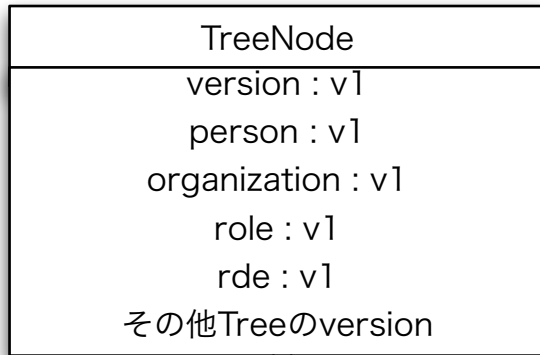 TreeNode
version : v1
person : v1
organization : v1
role : v1
rde : v1
その他Treeのversion